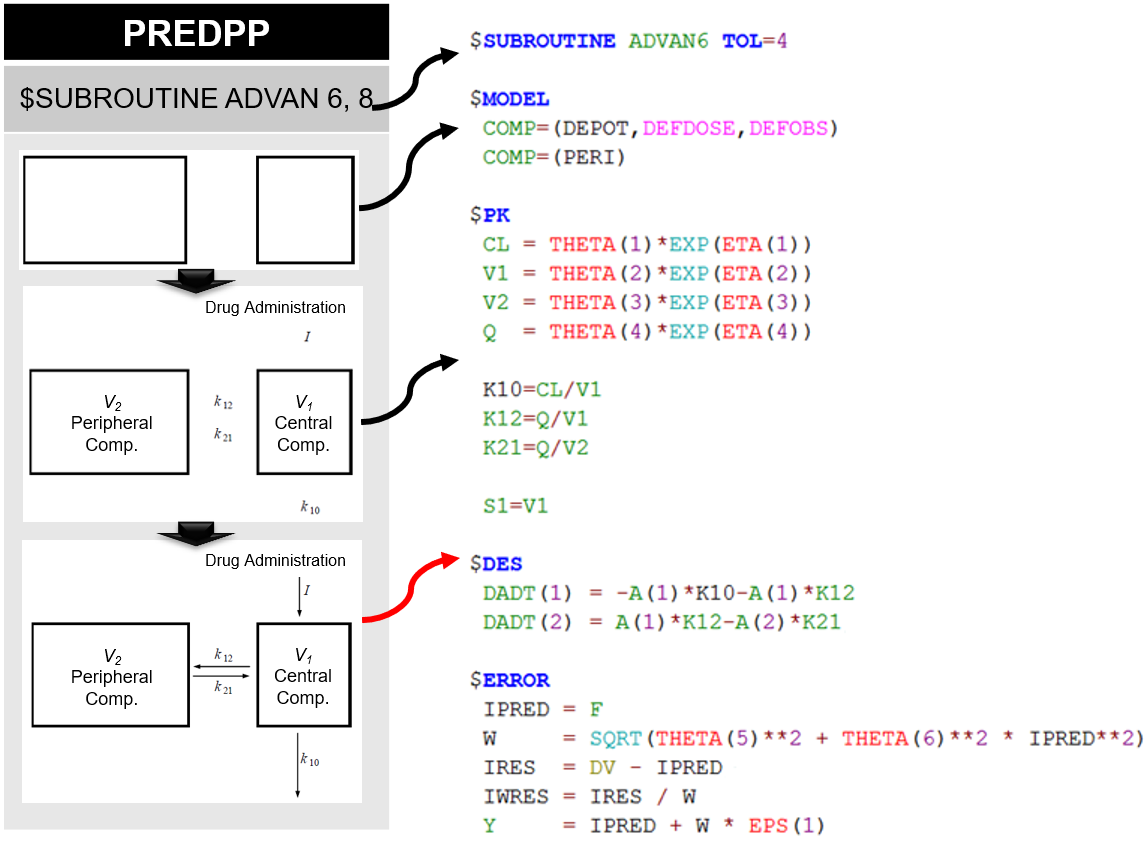 PREDPP
$SUBROUTINE ADVAN 6, 8
Drug Administration
I
V2
Peripheral
Comp.
k12
k21
V1
Central
Comp.
k10
Drug Administration
I
V2
Peripheral
Comp.
k12
k21
V1
Central
Comp.
k10
$SUBROUTINE ADVAN6 TOL=4
$MODEL
COMP=(DEPOT,DEFDOSE,DEFOBS)
COMP=(PERI)
$PK
CL = THETA(1)*EXP(ETA(1))
V1 = THETA(2)*EXP(ETA(2))
V2 = THETA(3)*EXP(ETA(3))
Q  = THETA(4)*EXP(ETA(4))
K10=CL/V1
K12=Q/V1
K21=Q/V2
S1=V1
$DES
DADT(1) = -A(1)*K10-A(1)*K12
DADT(2) = A(1)*K12-A(2)*K21
$ERROR
IPRED = F
W     = SQRT(THETA(5)**2 + THETA(6)**2 * IPRED**2)
IRES  = DV - IPRED
IWRES = IRES / W
Y     = IPRED + W * EPS(1)